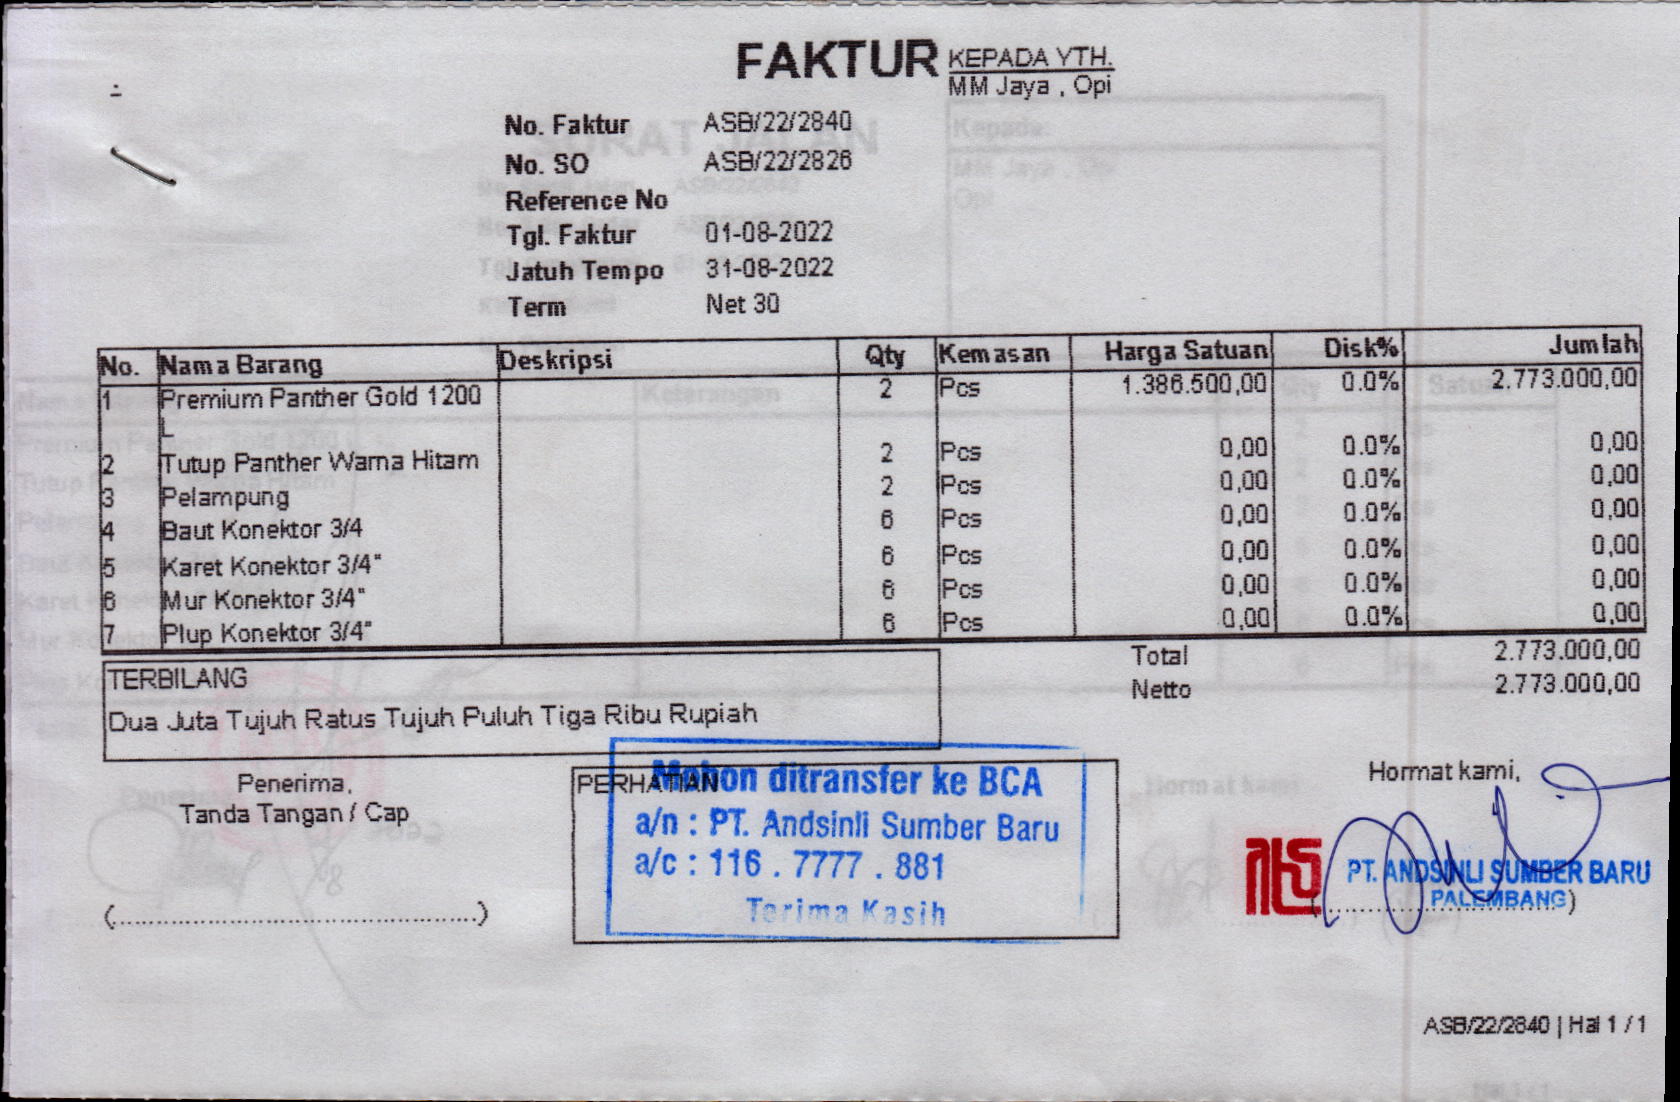 FAKTUR
KEPADA YTH.
MM Jaya , Opi
No. Faktur ASB/22/2840
No. SO ASB/22/2826
Reference No
Tgl. Faktur 01-08-2022
Jatuh Tempo 31-08-2022
Term Net 30
No. Nama Barang Deskripsi Qty Kemasan Harga Satuan Disk% Jumlah
1 Premium Panther Gold 1200 2 Pcs 1.386.500,00 0.0% 2.773.000,00
L
2 Tutup Panther Warna Hitam 2 Pcs 0,00 0.0% 0,00
3 Pelampung 2 Pcs 0,00 0.0% 0,00
4 Baut Konektor 3/4 6 Pcs 0,00 0.0% 0,00
5 Karet Konektor 3/4" 6 Pcs 0,00 0.0% 0,00
6 Mur Konektor 3/4" 6 Pcs 0,00 0.0% 0,00
7 Plup Konektor 3/4" 6 Pcs 0,00 0.0% 0,00
Total 2.773.000,00
Netto 2.773.000,00
TERBILANG
Dua Juta Tujuh Ratus Tujuh Puluh Tiga Ribu Rupiah
Penerima,
Tanda Tangan / Cap
(......................................................)
PERHATIAN
Mohon ditransfer ke BCA
a/n : PT. Andsinli Sumber Baru
a/c : 116 . 7777 . 881
Terima Kasih
Hormat kami,
PT. ANDSINLI SUMBER BARU
PALEMBANG
ASB/22/2840 | Hal 1 / 1